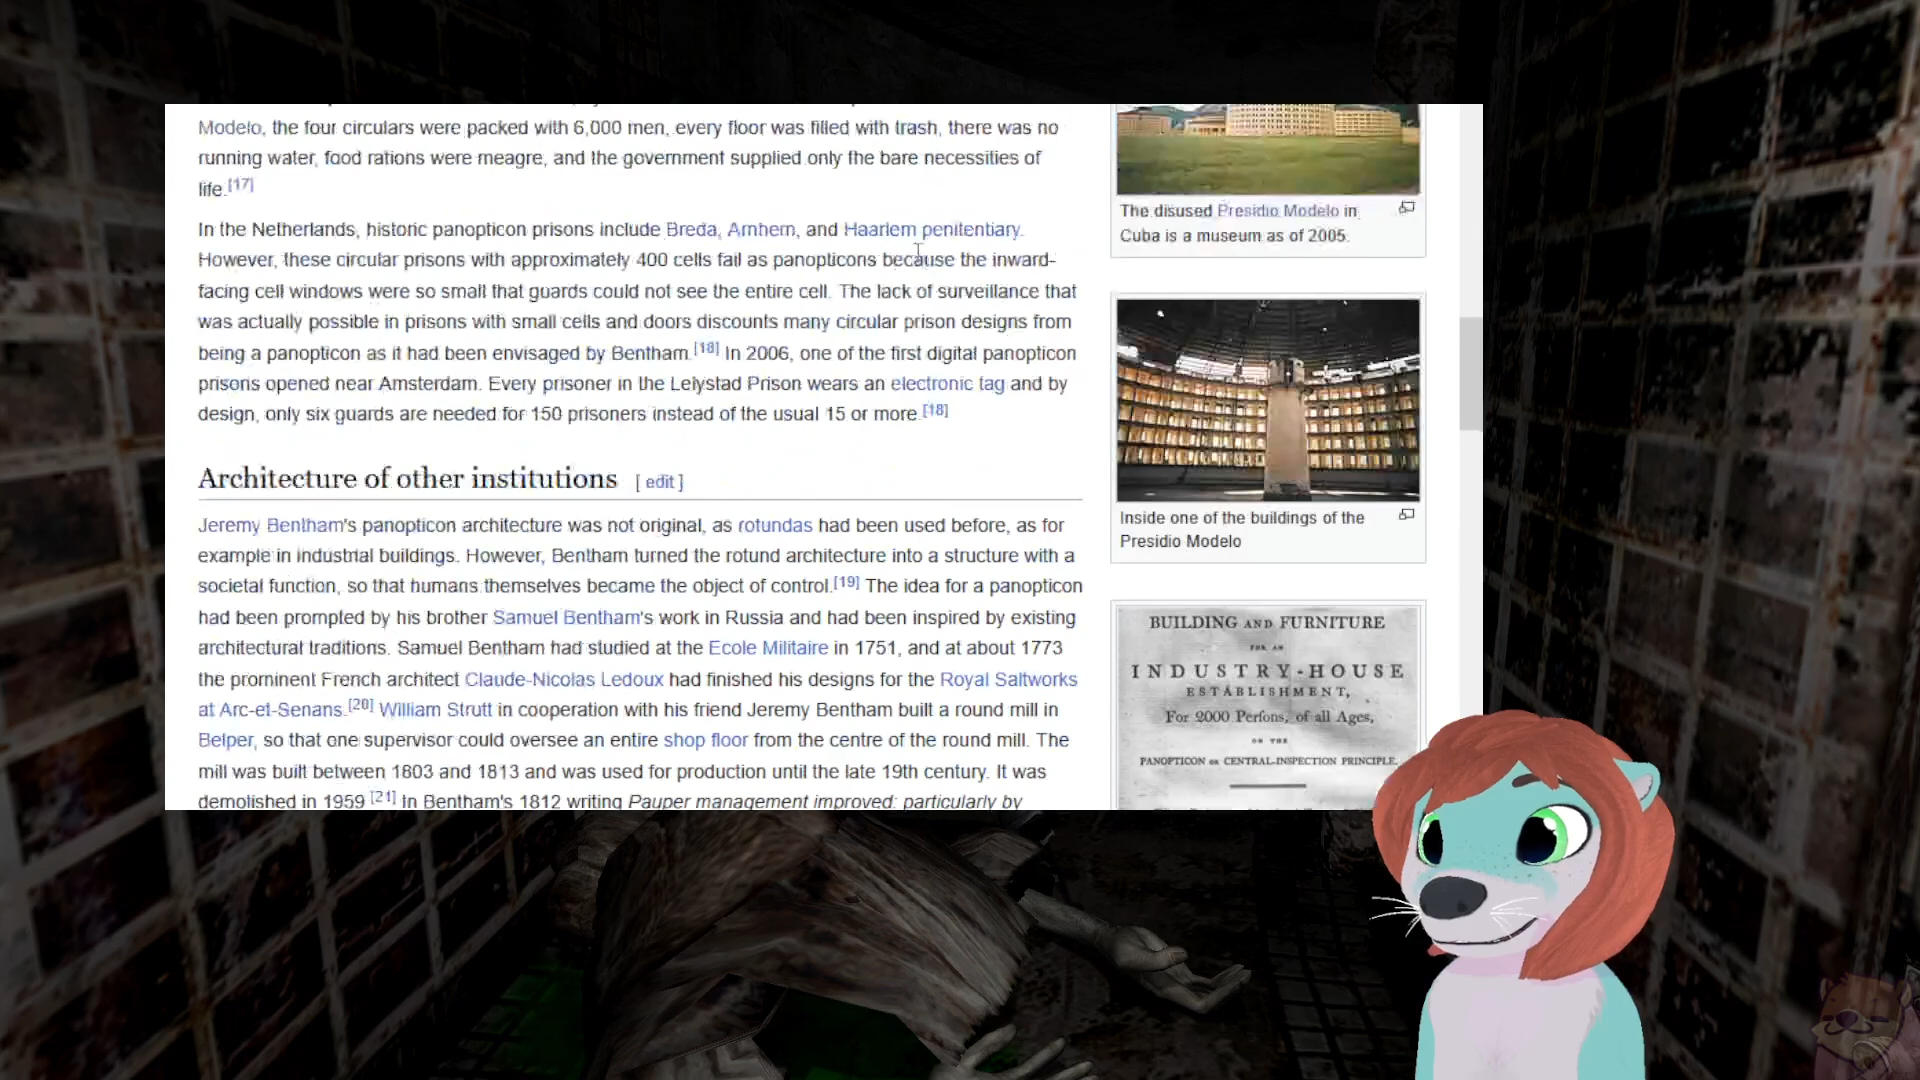 Modelo, the four circulars were packed with 6,000 men, every floor was filled with trash, there was no
running water, food rations were meagre, and the government supplied only the bare necessities of
life.[17]
In the Netherlands, historic panopticon prisons include Breda, Arnhem, and Haarlem penitentiary.
However, these circular prisons with approximately 400 cells fail as panopticons because the inward-
facing cell windows were so small that guards could not see the entire cell. The lack of surveillance that
was actually possible in prisons with small cells and doors discounts many circular prison designs from
being a panopticon as it had been envisaged by Bentham.[18] In 2006, one of the first digital panopticon
prisons opened near Amsterdam. Every prisoner in the Lelystad Prison wears an electronic tag and by
design, only six guards are needed for 150 prisoners instead of the usual 15 or more.[18]
Architecture of other institutions [ edit ]
Jeremy Bentham's panopticon architecture was not original, as rotundas had been used before, as for
example in industrial buildings. However, Bentham turned the rotund architecture into a structure with a
societal function, so that humans themselves became the object of control.[19] The idea for a panopticon
had been prompted by his brother Samuel Bentham's work in Russia and had been inspired by existing
architectural traditions. Samuel Bentham had studied at the Ecole Militaire in 1751, and at about 1773
the prominent French architect Claude-Nicolas Ledoux had finished his designs for the Royal Saltworks
at Arc-et-Senans.[20] William Strutt in cooperation with his friend Jeremy Bentham built a round mill in
Belper, so that one supervisor could oversee an entire shop floor from the centre of the round mill. The
mill was built between 1803 and 1813 and was used for production until the late 19th century. It was
demolished in 1959.[21] In Bentham's 1812 writing Pauper management improved: particularly by
The disused Presidio Modelo in
Cuba is a museum as of 2005.
Inside one of the buildings of the
Presidio Modelo
BUILDING AND FURNITURE
FOR AN
INDUSTRY-HOUSE
ESTABLISHMENT,
For 2000 Perſons, of all Ages,
ON THE
PANOPTICON OR CENTRAL-INSPECTION PRINCIPLE.